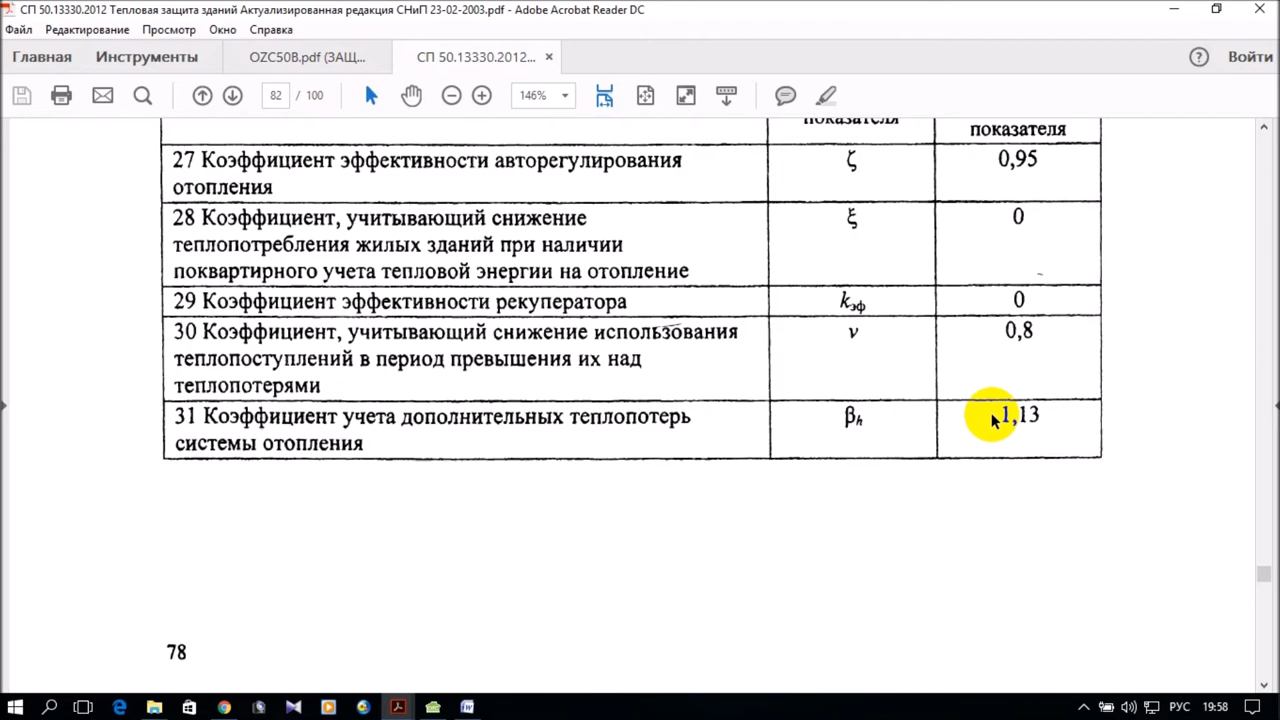 СП 50.13330.2012 Тепловая защита зданий Актуализированная редакция СНиП 23-02-2003.pdf - Adobe Acrobat Reader DC
Файл Редактирование Просмотр Окно Справка
Главная Инструменты OZC50B.pdf (ЗАЩ... СП 50.13330.2012... × Войти
82 / 100 146%
показателя
показателя
27 Коэффициент эффективности авторегулирования ζ 0,95
отопления
28 Коэффициент, учитывающий снижение ξ 0
теплопотребления жилых зданий при наличии
поквартирного учета тепловой энергии на отопление
29 Коэффициент эффективности рекуператора kэф 0
30 Коэффициент, учитывающий снижение использования ν 0,8
теплопоступлений в период превышения их над
теплопотерями
31 Коэффициент учета дополнительных теплопотерь βh 1,13
системы отопления
78
РУС 19:58